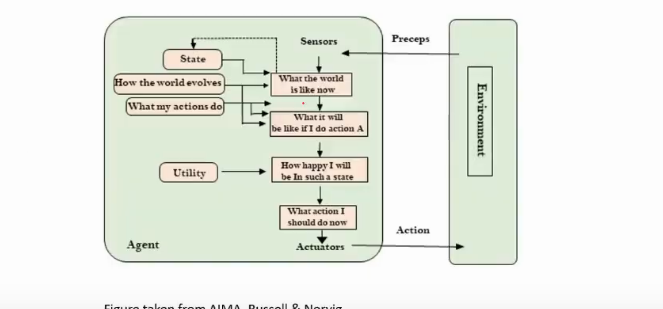 Sensors
Preceps
State
How the world evolves
What the world
is like now
What my actions do
What it will
be like if I do action A
Utility
How happy I will
be In such a state
What action I
should do now
Agent
Actuators
Action
Environment
Figure taken from AIMA, Russell & Norvig